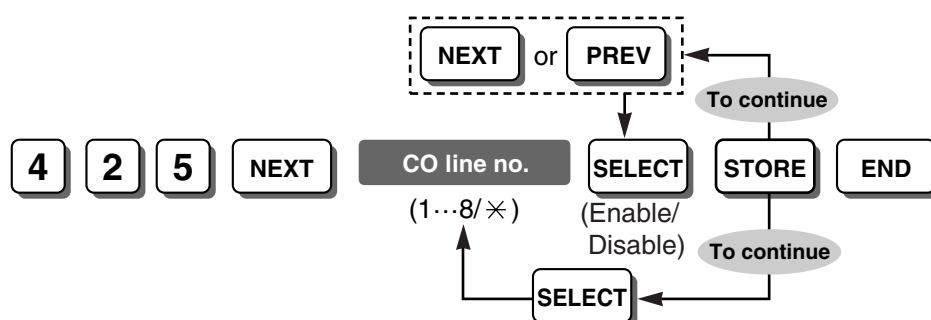 NEXT or PREV
To continue
4 2 5 NEXT CO line no. SELECT STORE END
(1···8/✳) (Enable/
Disable)
To continue
SELECT